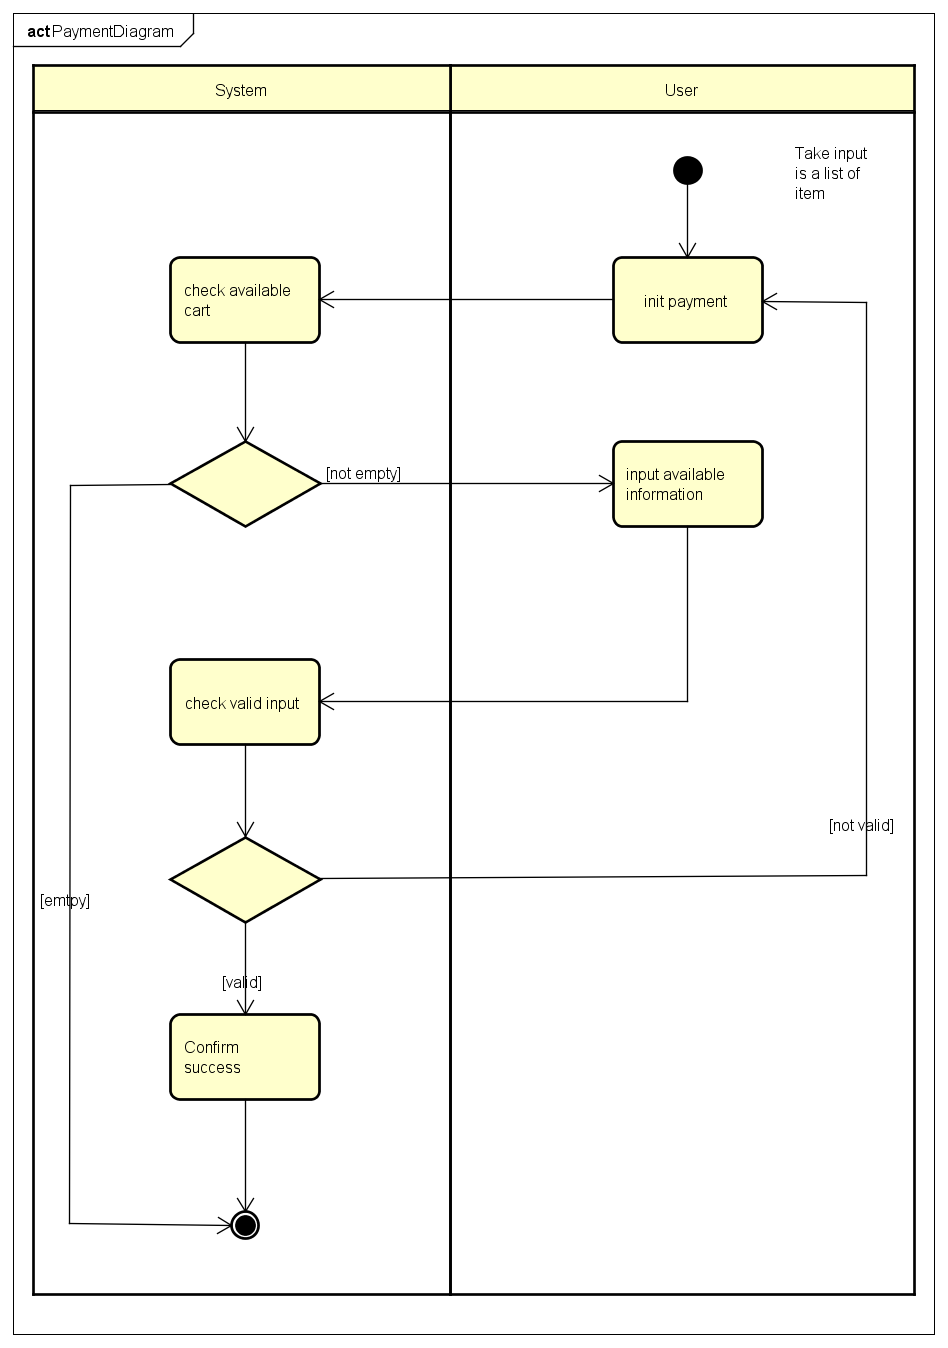 act PaymentDiagram
System
User
Take input
is a list of
item
check available
cart
init payment
[not empty]
input available
information
check valid input
[not valid]
[emtpy]
[valid]
Confirm
success